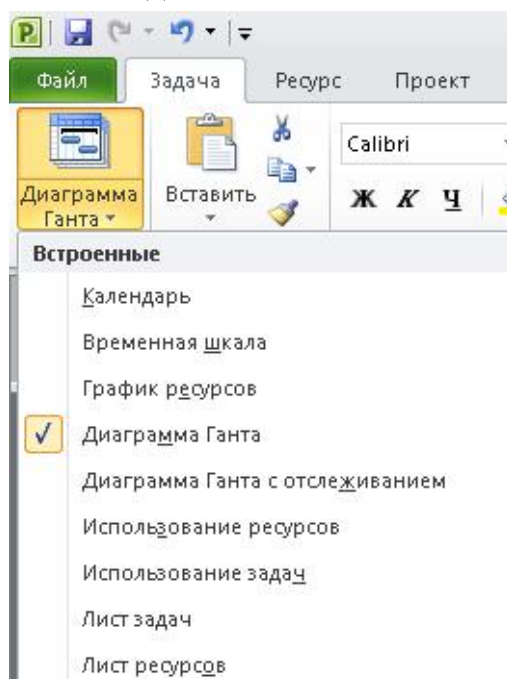 Файл Задача Ресурс Проект
Calibri
Диаграмма Ганта Вставить Ж К Ч
Встроенные
Календарь
Временная шкала
График ресурсов
Диаграмма Ганта
Диаграмма Ганта с отслеживанием
Использование ресурсов
Использование задач
Лист задач
Лист ресурсов